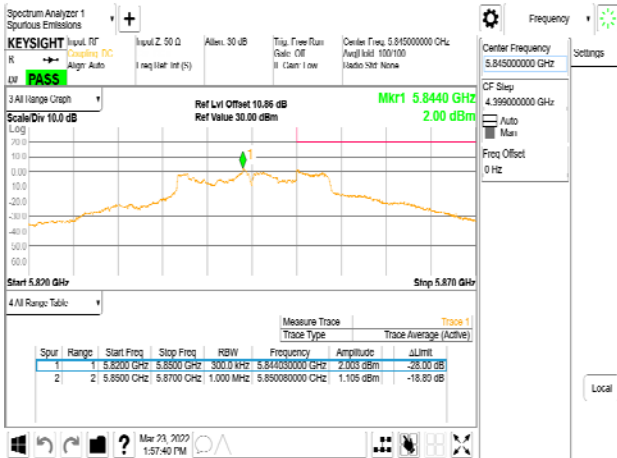 Spectrum Analyzer 1
Spurious Emissions
KEYSIGHT
Input: RF
Coupling: DC
Align: Auto
Input Z: 50 Ω
Freq Ref: Int (S)
Atten: 30 dB
Trig: Free Run
Gate: Off
IF Gain: Low
Center Freq: 5.845000000 GHz
Avg|Hold: 100/100
Radio Std: None
PASS
3 All Range Graph
Scale/Div 10.0 dB
Ref Lvl Offset 10.86 dB
Ref Value 30.00 dBm
Mkr1 5.8440 GHz
2.00 dBm
Log
20.0
10.0
0.00
10.0
20.0
-30.0
40.0
50.0
60.0
1
Start 5.820 GHz
Stop 5.870 GHz
4 All Range Table
Measure Trace Trace 1
Trace Type Trace Average (Active)
Spur Range Start Freq Stop Freq RBW Frequency Amplitude ΔLimit
1 1 5.8200 GHz 5.8500 GHz 300.0 kHz 5.844030000 GHz 2.003 dBm -28.00 dB
2 2 5.8500 GHz 5.8700 GHz 1.000 MHz 5.850080000 GHz 1.105 dBm -18.89 dB
?
Mar 23, 2022
1:57:40 PM
Frequency
Center Frequency
5.845000000 GHz
Settings
CF Step
4.399000000 GHz
Auto
Man
Freq Offset
0 Hz
Local